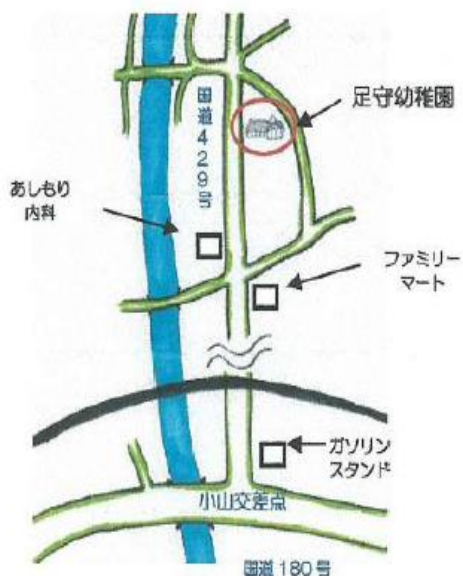 足守幼稚園
国道429号
あしもり
内科
ファミリー
マート
ガソリン
スタンド
小山交差点
国道180号